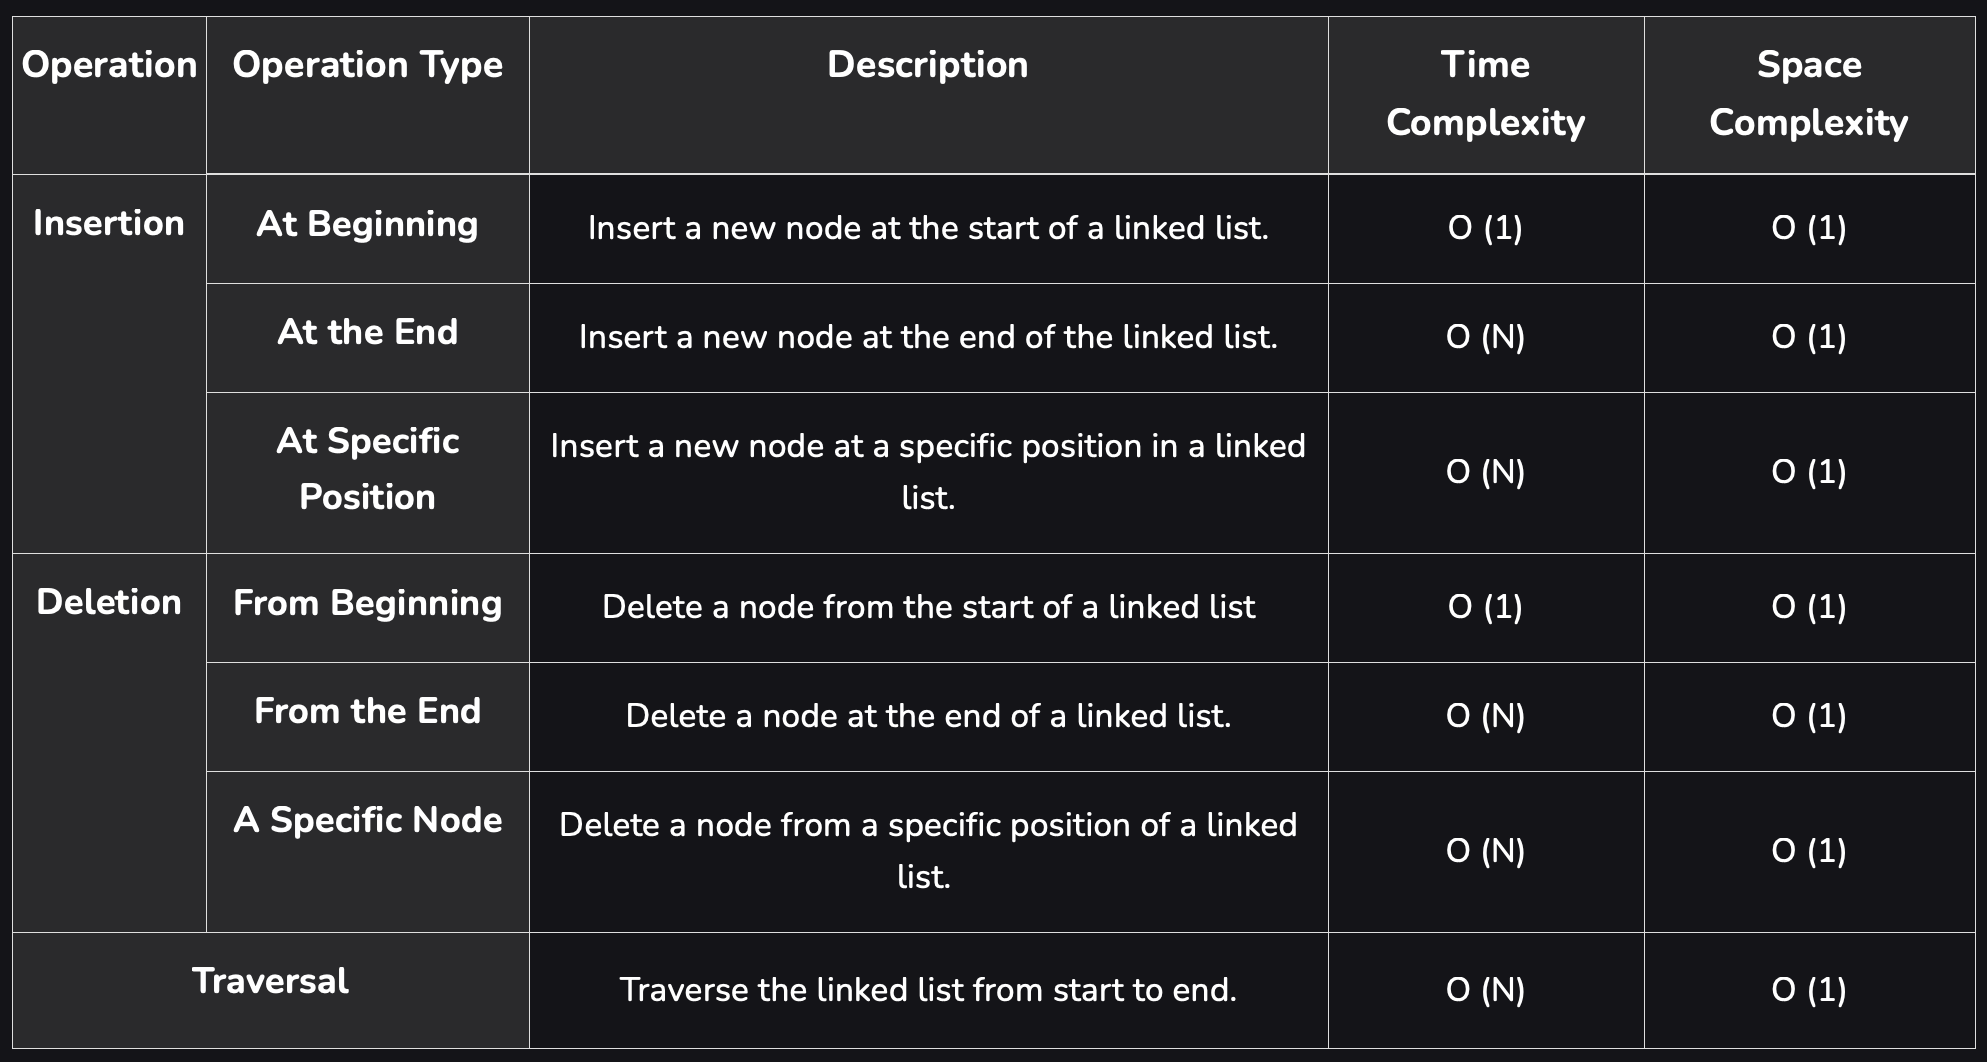 Operation
Operation Type
Description
Time
Complexity
Space
Complexity
Insertion
At Beginning
Insert a new node at the start of a linked list.
O (1)
O (1)
At the End
Insert a new node at the end of the linked list.
O (N)
O (1)
At Specific
Position
Insert a new node at a specific position in a linked
list.
O (N)
O (1)
Deletion
From Beginning
Delete a node from the start of a linked list
O (1)
O (1)
From the End
Delete a node at the end of a linked list.
O (N)
O (1)
A Specific Node
Delete a node from a specific position of a linked
list.
O (N)
O (1)
Traversal
Traverse the linked list from start to end.
O (N)
O (1)